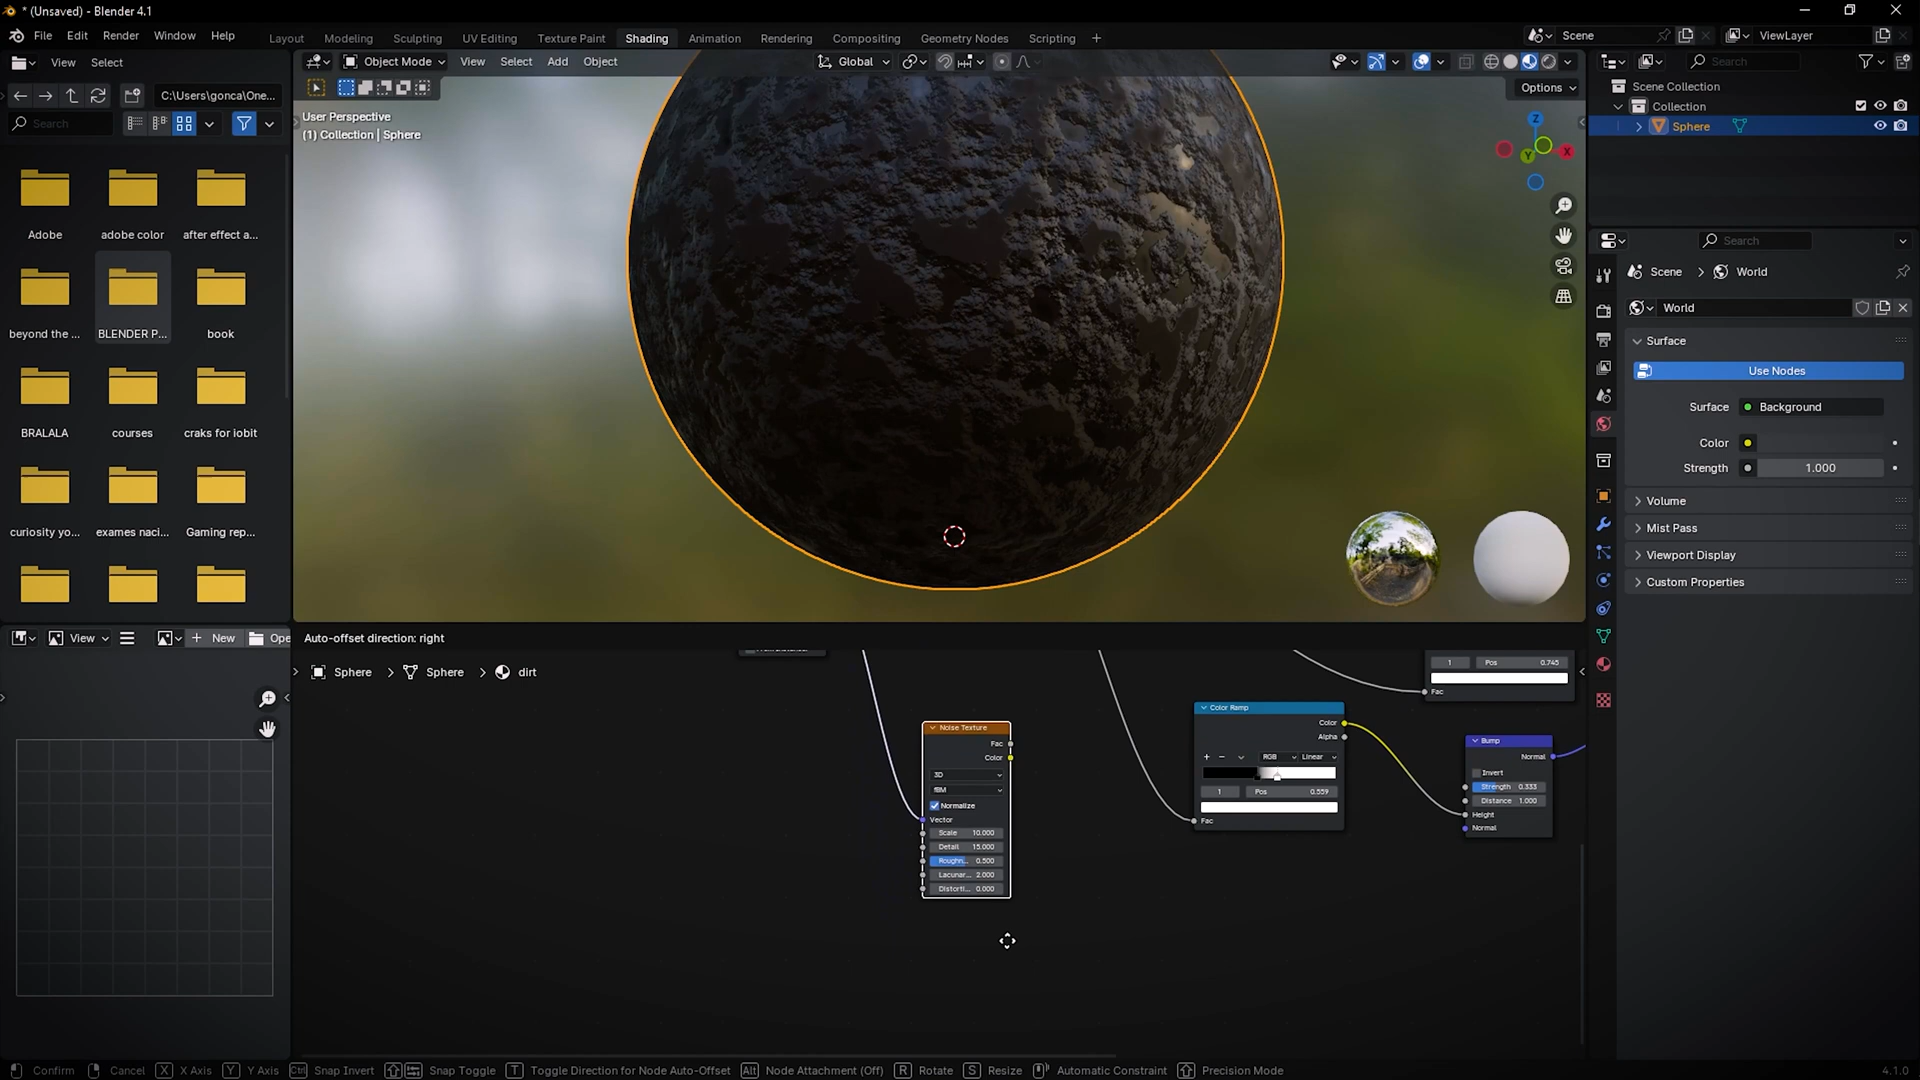 * (Unsaved) - Blender 4.1
File Edit Render Window Help
Layout Modeling Sculpting UV Editing Texture Paint Shading Animation Rendering Compositing Geometry Nodes Scripting +
Scene
ViewLayer
View Select
Object Mode View Select Add Object
Global
Search
Scene Collection
C:\Users\gonca\One...
Options
Collection
Search
User Perspective
(1) Collection | Sphere
Sphere
Z
X
Y
Adobe adobe color after effect a...
Search
Scene > World
beyond the ... BLENDER P... book
World
Surface
Use Nodes
Surface Background
BRALALA courses craks for iobit
Color
Strength 1.000
Volume
curiosity yo... exames naci... Gaming rep...
Mist Pass
Viewport Display
Custom Properties
View New Ope
Auto-offset direction: right
Sphere > Sphere > dirt
1 Pos 0.745
Fac
Noise Texture
Fac
Color
3D
fBM
Normalize
Vector
Scale 10.000
Detail 15.000
Roughn... 0.500
Lacunar... 2.000
Distorti... 0.000
Color Ramp
Color
Alpha
RGB Linear
1 Pos 0.559
Fac
Bump
Normal
Invert
Strength 0.333
Distance 1.000
Height
Normal
Confirm Cancel X X Axis Y Y Axis Ctrl Snap Invert Snap Toggle T Toggle Direction for Node Auto-Offset Alt Node Attachment (Off) R Rotate S Resize Automatic Constraint Precision Mode
4.1.0